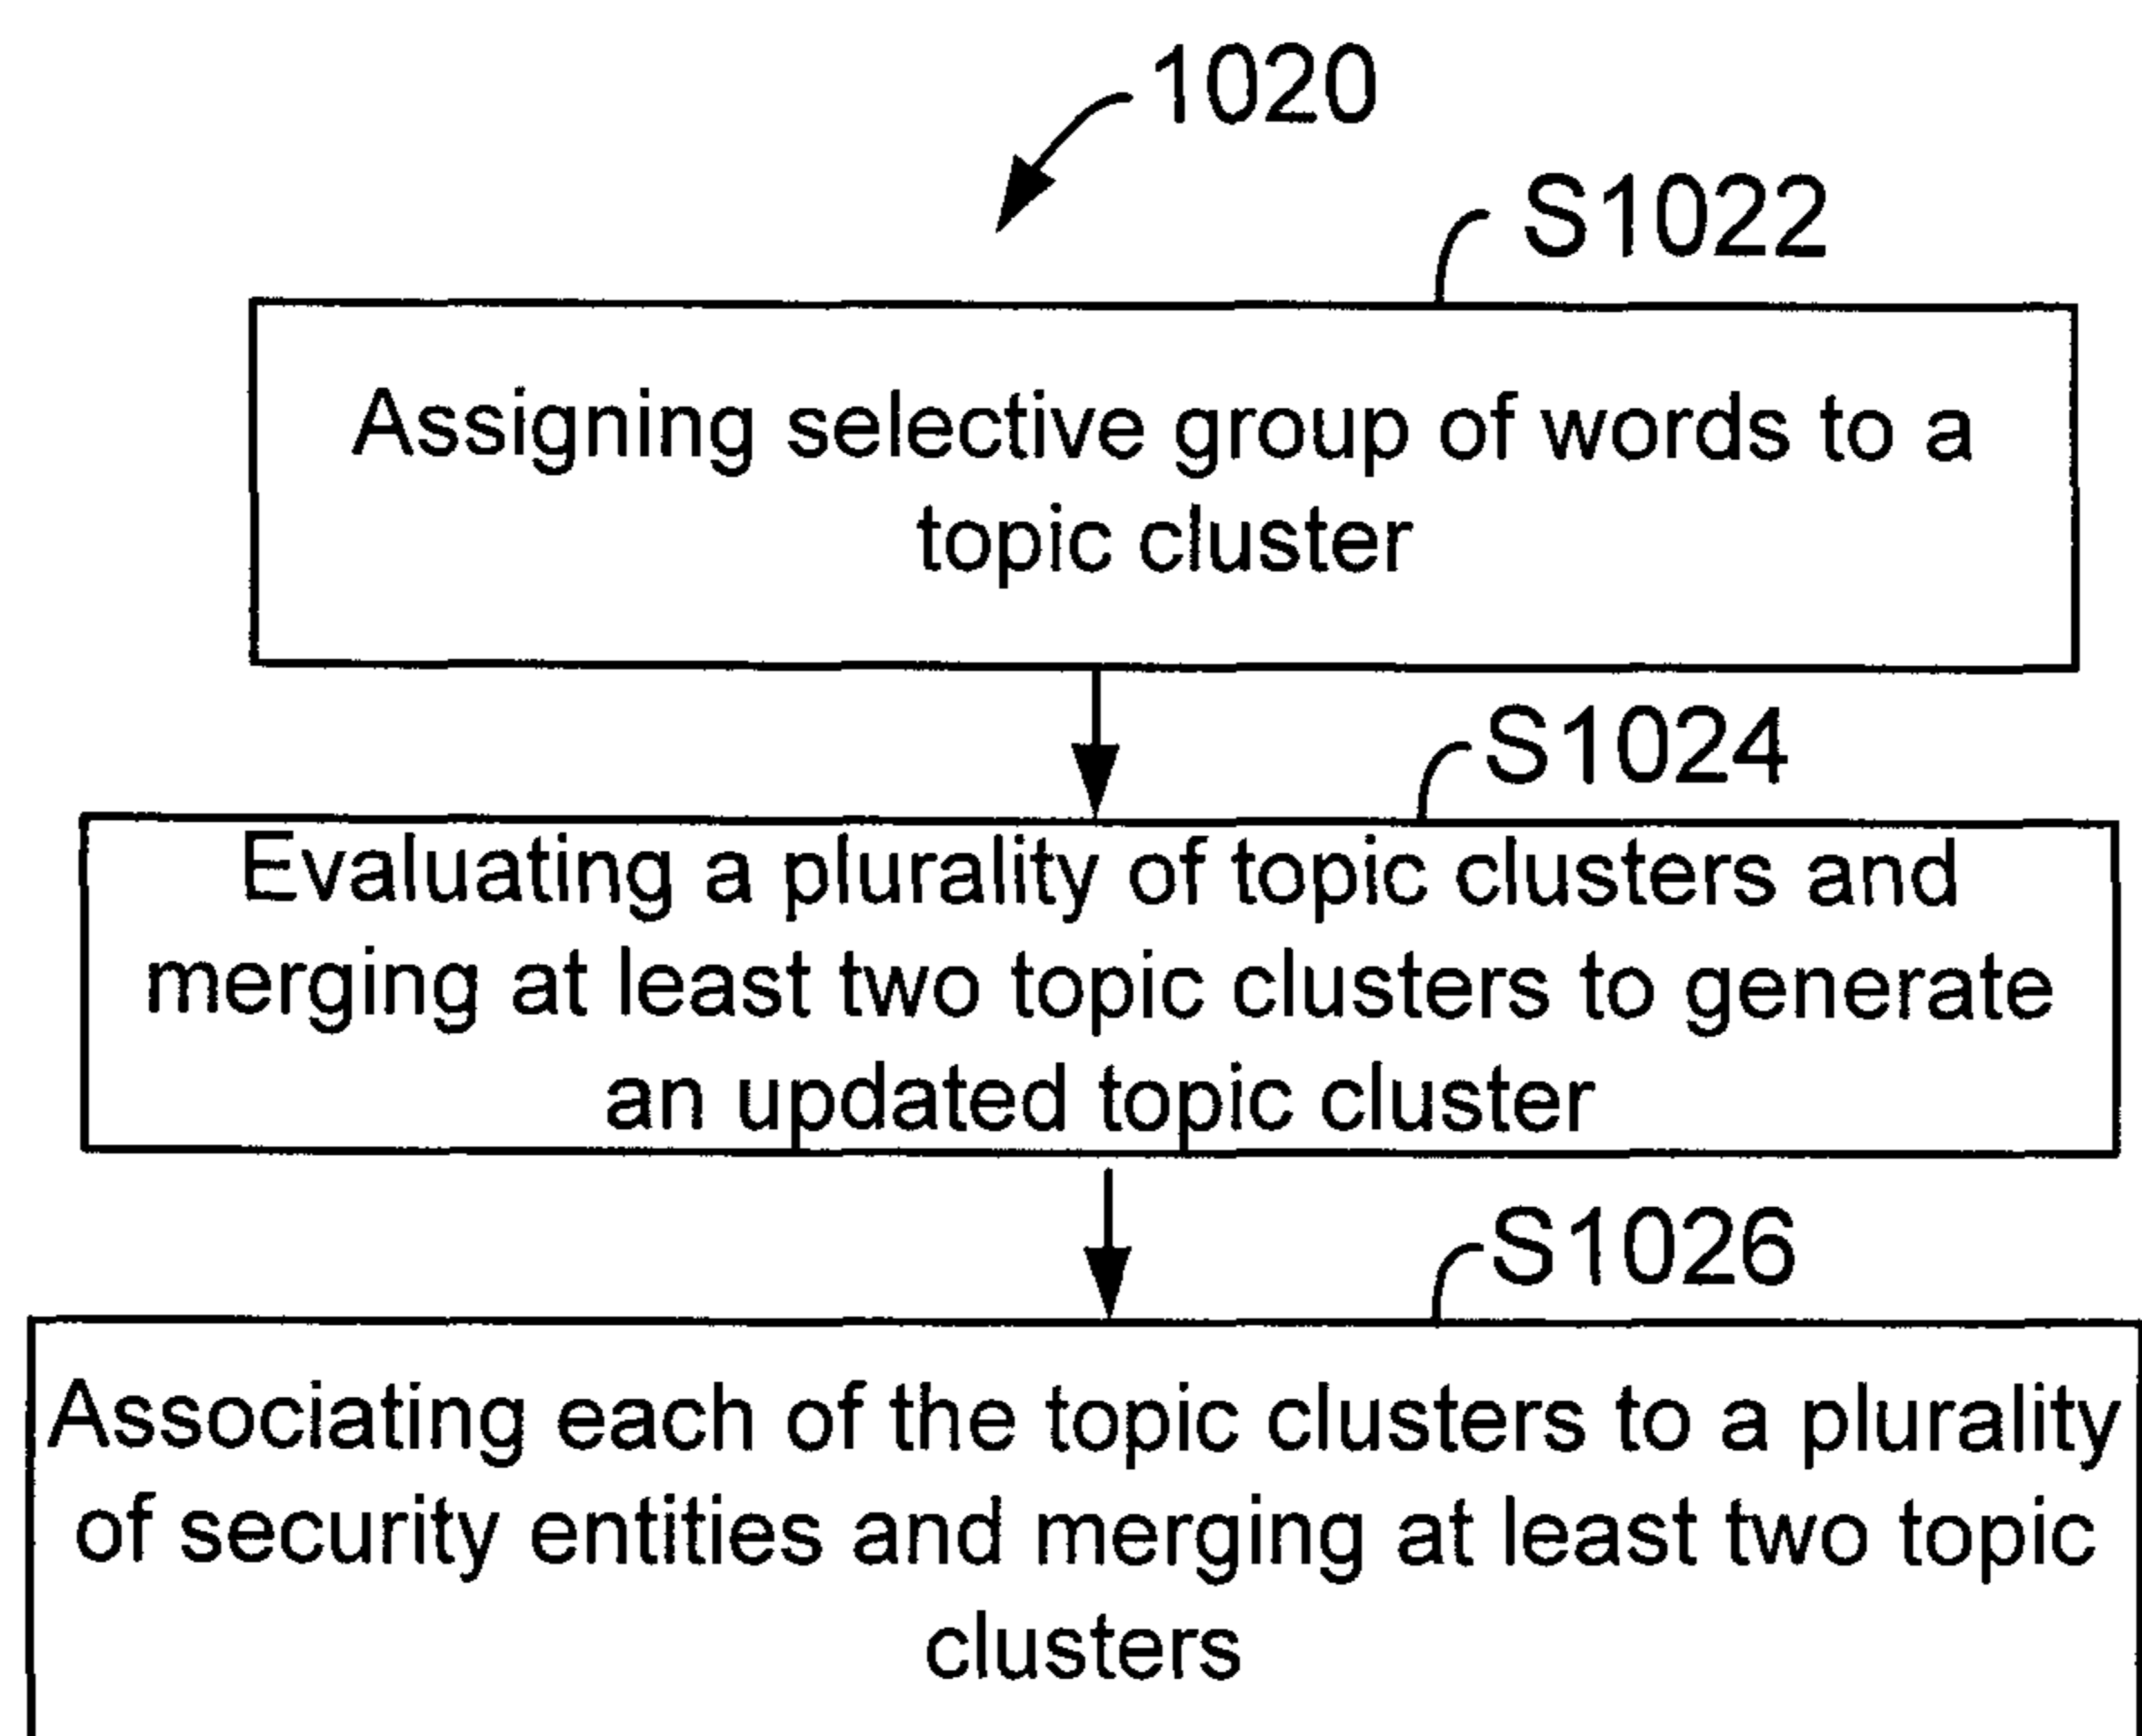 1020
S1022
Assigning selective group of words to a
topic cluster
S1024
Evaluating a plurality of topic clusters and
merging at least two topic clusters to generate
an updated topic cluster
S1026
Associating each of the topic clusters to a plurality
of security entities and merging at least two topic
clusters